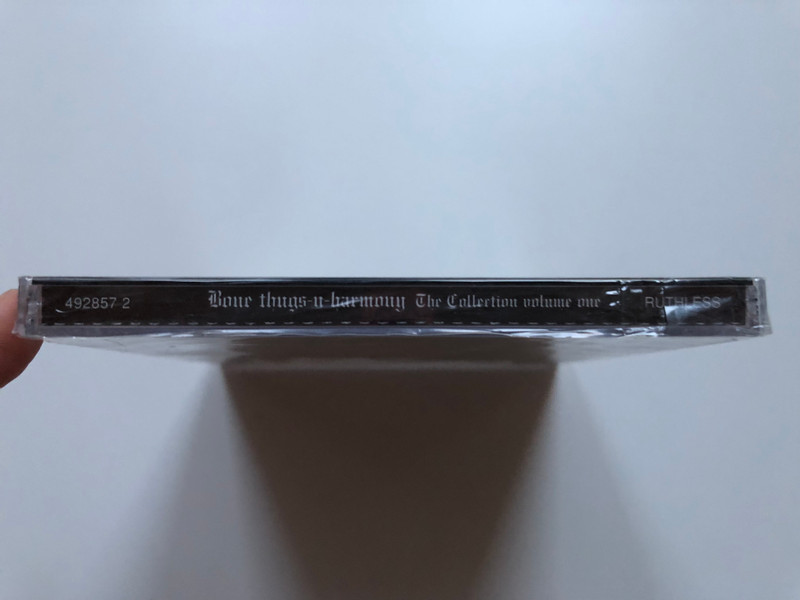 492857 2 Bone thugs-n-harmony The Collection volume one RUTHLESS